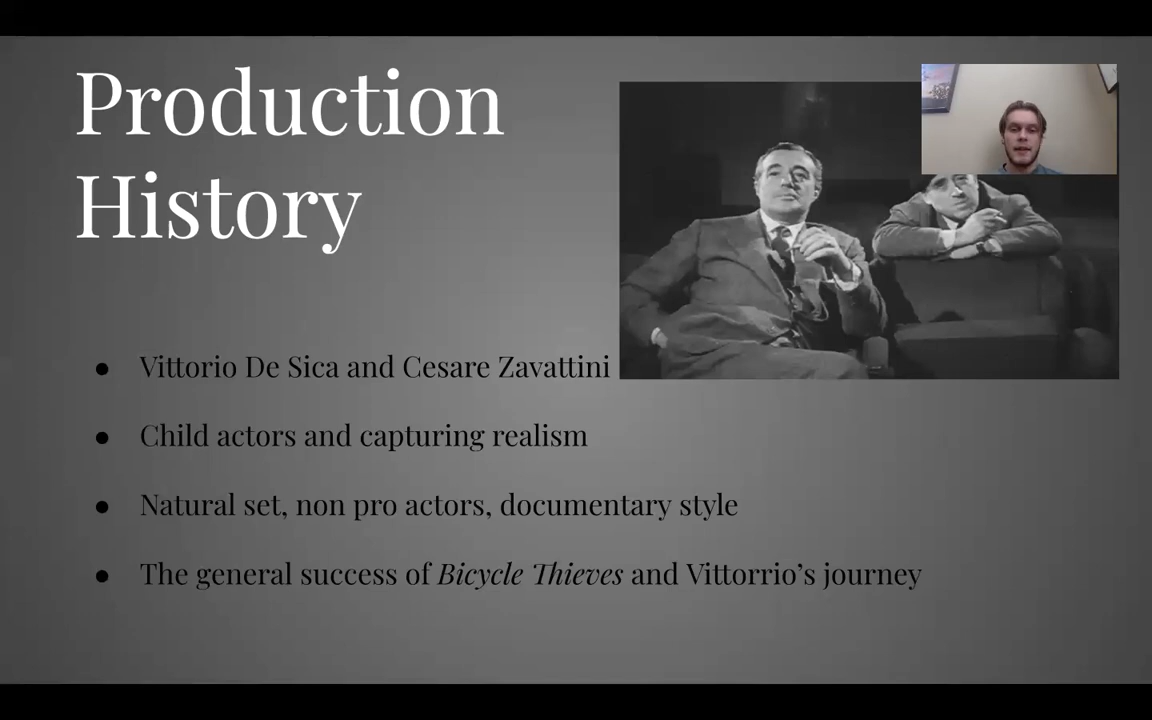 Production
History
● Vittorio De Sica and Cesare Zavattini
● Child actors and capturing realism
● Natural set, non pro actors, documentary style
● The general success of Bicycle Thieves and Vittorrio’s journey